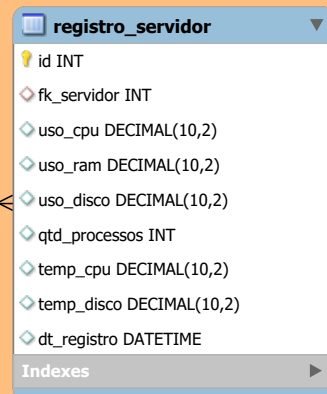 registro_servidor
id INT
fk_servidor INT
uso_cpu DECIMAL(10,2)
uso_ram DECIMAL(10,2)
uso_disco DECIMAL(10,2)
qtd_processos INT
temp_cpu DECIMAL(10,2)
temp_disco DECIMAL(10,2)
dt_registro DATETIME
Indexes